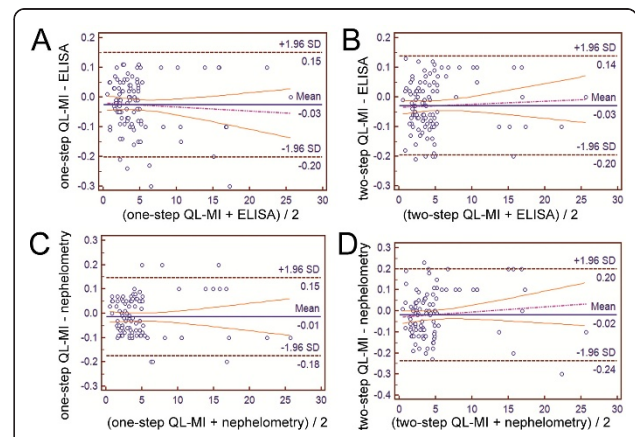 A
one-step QL-MI - ELISA
0.2
0.1
0.0
-0.1
-0.2
-0.3
+1.96 SD
0.15
Mean
-0.03
-1.96 SD
-0.20
0 5 10 15 20 25 30
(one-step QL-MI + ELISA) / 2
B
two-step QL-MI - ELISA
0.2
0.1
0.0
-0.1
-0.2
-0.3
+1.96 SD
0.14
Mean
-0.03
-1.96 SD
-0.20
0 5 10 15 20 25 30
(two-step QL-MI + ELISA) / 2
C
one-step QL-MI - nephelometry
0.3
0.2
0.1
0.0
-0.1
-0.2
-0.3
+1.96 SD
0.15
Mean
-0.01
-1.96 SD
-0.18
0 5 10 15 20 25 30
(one-step QL-MI + nephelometry) / 2
D
two-step QL-MI - nephelometry
0.3
0.2
0.1
0.0
-0.1
-0.2
-0.3
-0.4
+1.96 SD
0.20
Mean
-0.02
-1.96 SD
-0.24
0 5 10 15 20 25 30
(two-step QL-MI + nephelometry) / 2